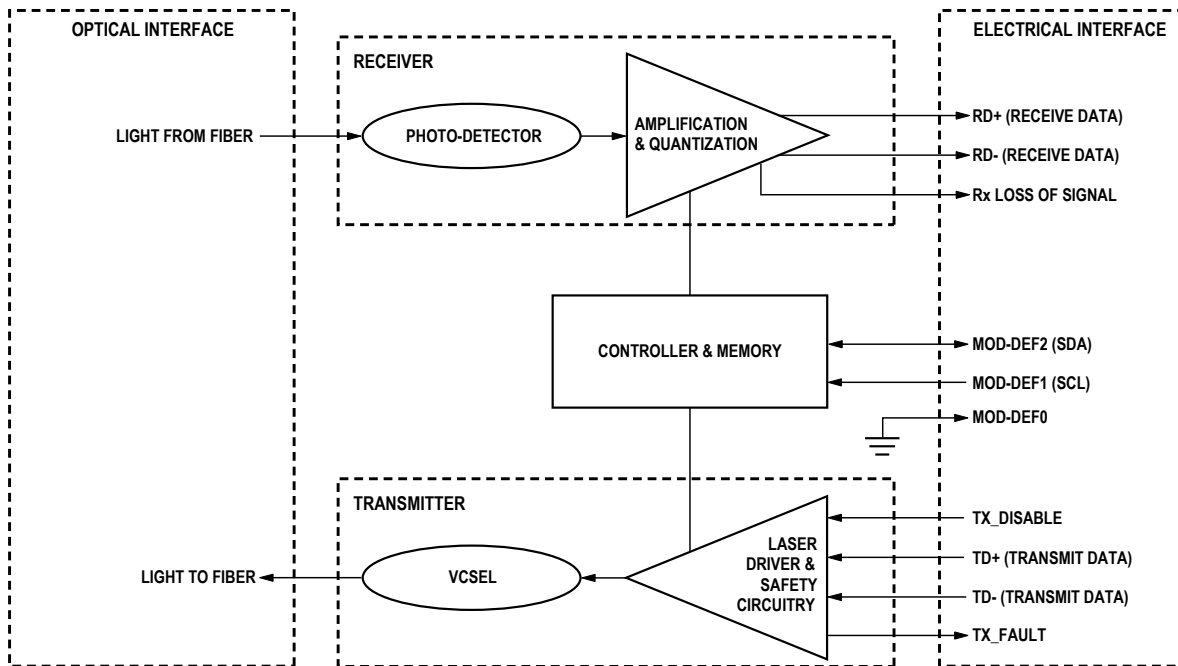 OPTICAL INTERFACE
ELECTRICAL INTERFACE
RECEIVER
LIGHT FROM FIBER
PHOTO-DETECTOR
AMPLIFICATION
& QUANTIZATION
RD+ (RECEIVE DATA)
RD- (RECEIVE DATA)
Rx LOSS OF SIGNAL
CONTROLLER & MEMORY
MOD-DEF2 (SDA)
MOD-DEF1 (SCL)
MOD-DEF0
TRANSMITTER
LIGHT TO FIBER
VCSEL
LASER
DRIVER &
SAFETY
CIRCUITRY
TX_DISABLE
TD+ (TRANSMIT DATA)
TD- (TRANSMIT DATA)
TX_FAULT